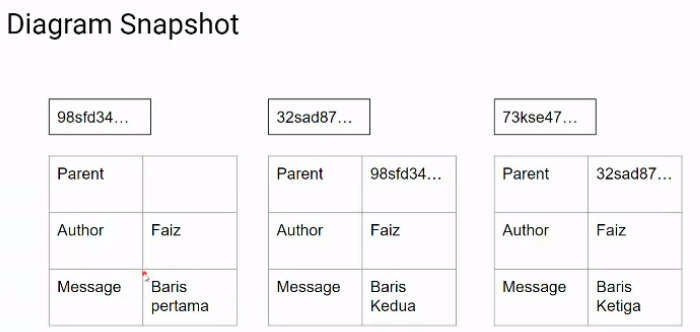 Diagram Snapshot
98sfd34...
32sad87...
73kse47...
Parent
Parent 98sfd34...
Parent 32sad87...
Author Faiz
Author Faiz
Author Faiz
Message Baris
pertama
Message Baris
Kedua
Message Baris
Ketiga